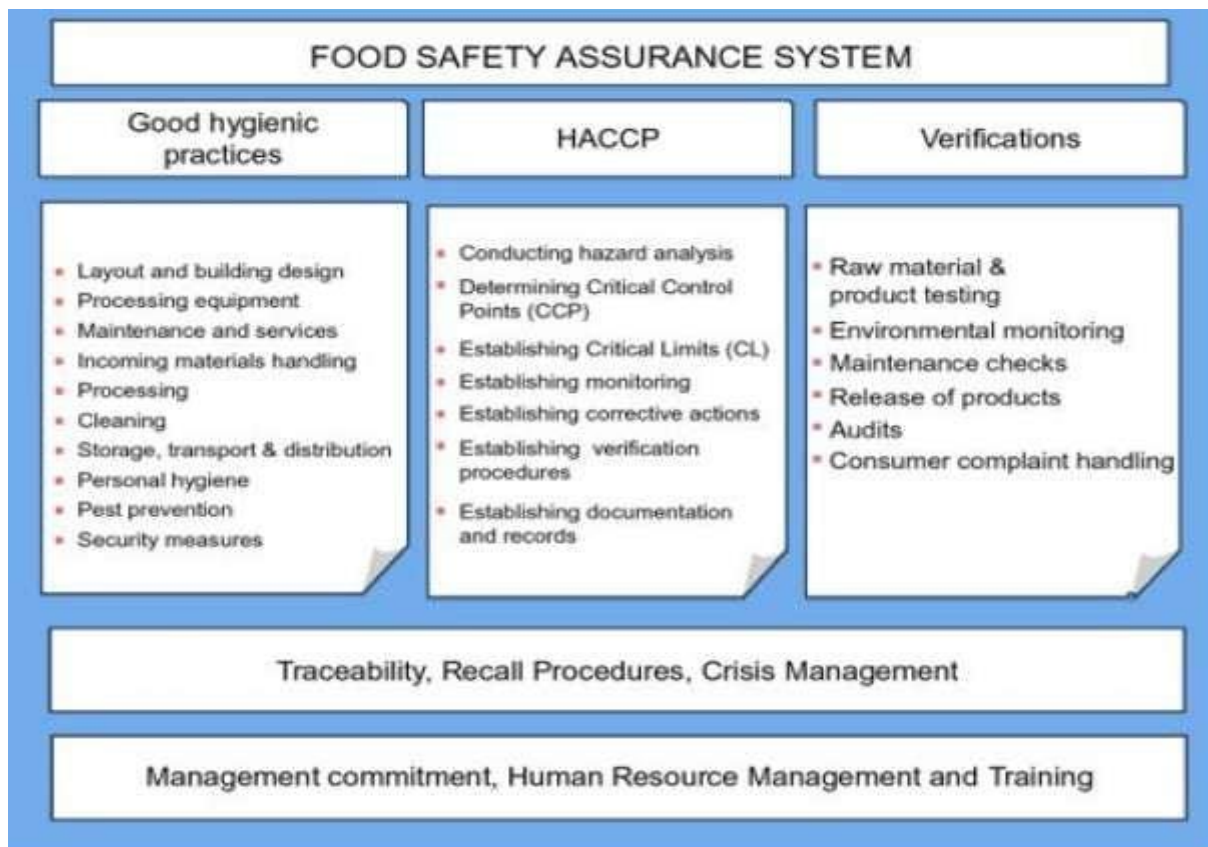 FOOD SAFETY ASSURANCE SYSTEM
Good hygienic
practices
HACCP
Verifications
Layout and building design
Processing equipment
Maintenance and services
Incoming materials handling
Processing
Cleaning
Storage, transport & distribution
Personal hygiene
Pest prevention
Security measures
Conducting hazard analysis
Determining Critical Control
Points (CCP)
Establishing Critical Limits (CL)
Establishing monitoring
Establishing corrective actions
Establishing verification
procedures
Establishing documentation
and records
Raw material &
product testing
Environmental monitoring
Maintenance checks
Release of products
Audits
Consumer complaint handling
Traceability, Recall Procedures, Crisis Management
Management commitment, Human Resource Management and Training